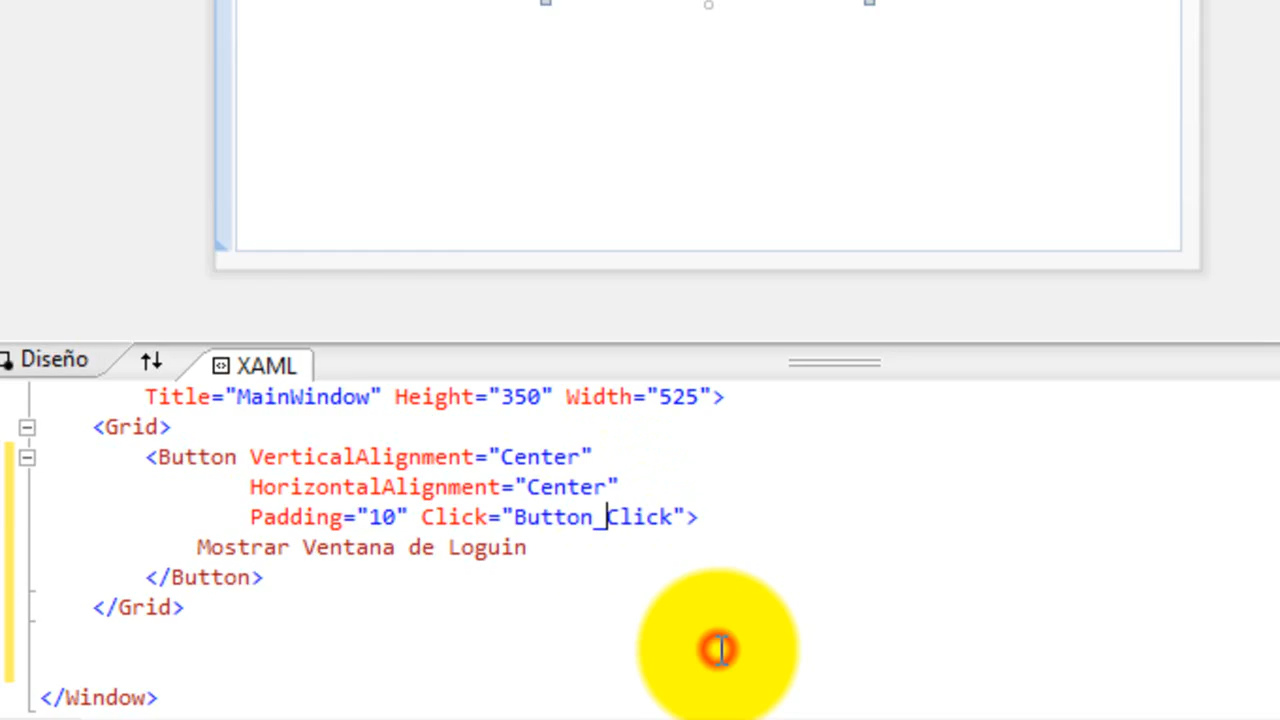 Diseño XAML
Title="MainWindow" Height="350" Width="525">
<Grid>
<Button VerticalAlignment="Center"
HorizontalAlignment="Center"
Padding="10" Click="Button_Click">
Mostrar Ventana de Loguin
</Button>
</Grid>
</Window>